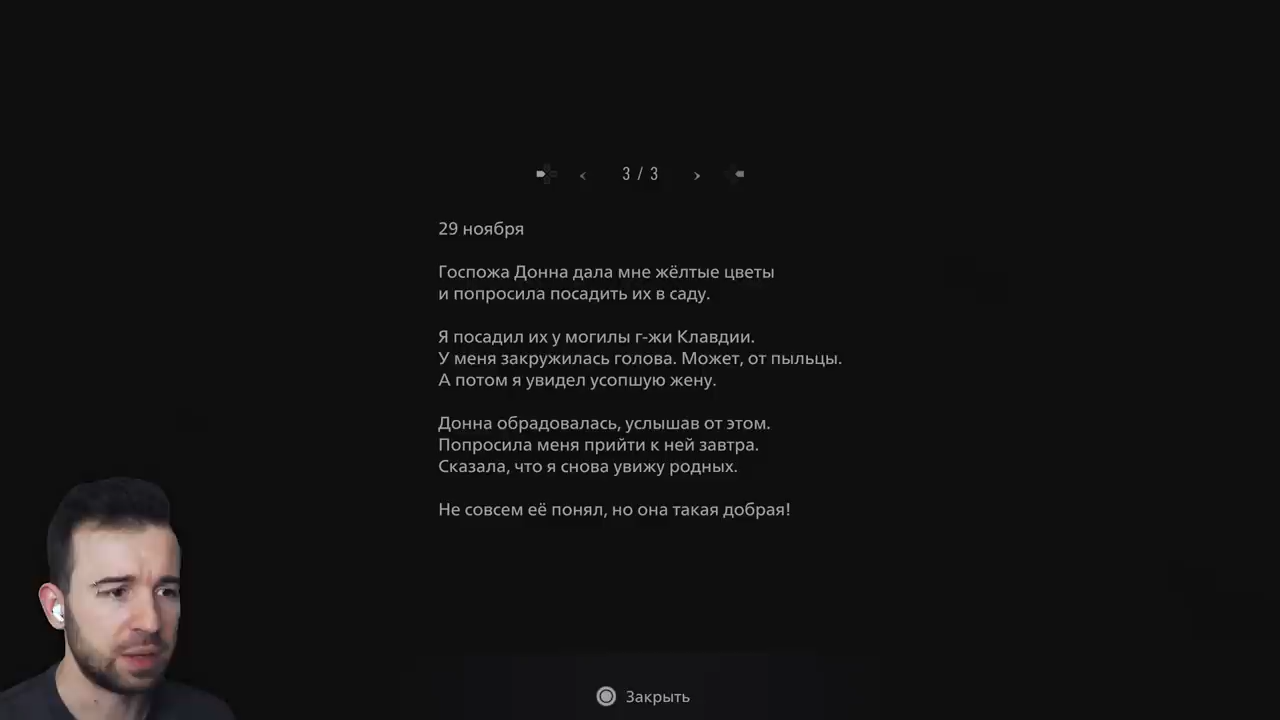 3 / 3
29 ноября
Госпожа Донна дала мне жёлтые цветы
и попросила посадить их в саду.
Я посадил их у могилы г-жи Клавдии.
У меня закружилась голова. Может, от пыльцы.
А потом я увидел усопшую жену.
Донна обрадовалась, услышав от этом.
Попросила меня прийти к ней завтра.
Сказала, что я снова увижу родных.
Не совсем её понял, но она такая добрая!
Закрыть